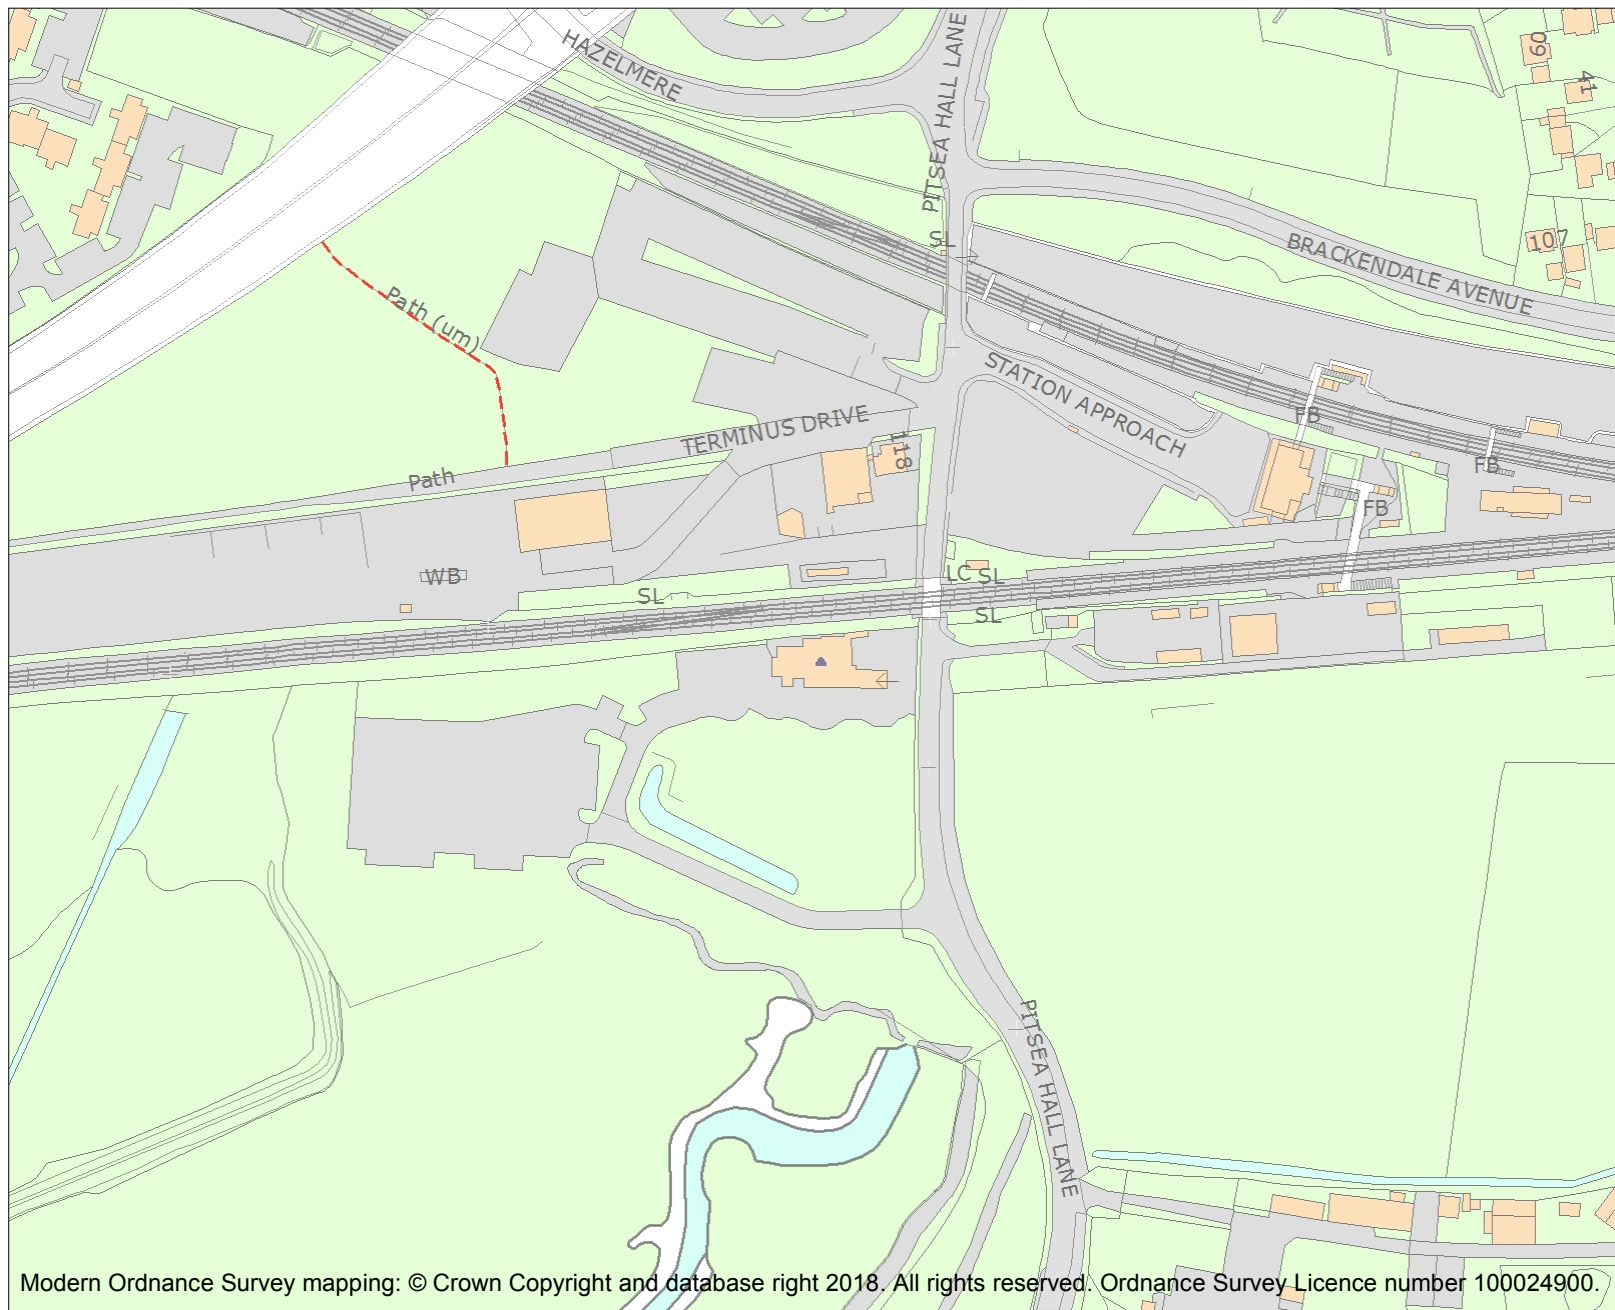 HAZELMERE
PITSEA HALL LANE
60
41
SL
107
BRACKENDALE AVENUE
Path (um)
STATION APPROACH
TERMINUS DRIVE
118
FB
FB
FB
Path
WB
SL
LC SL
SL
PITSEA HALL LANE
Modern Ordnance Survey mapping: © Crown Copyright and database right 2018. All rights reserved. Ordnance Survey Licence number 100024900.